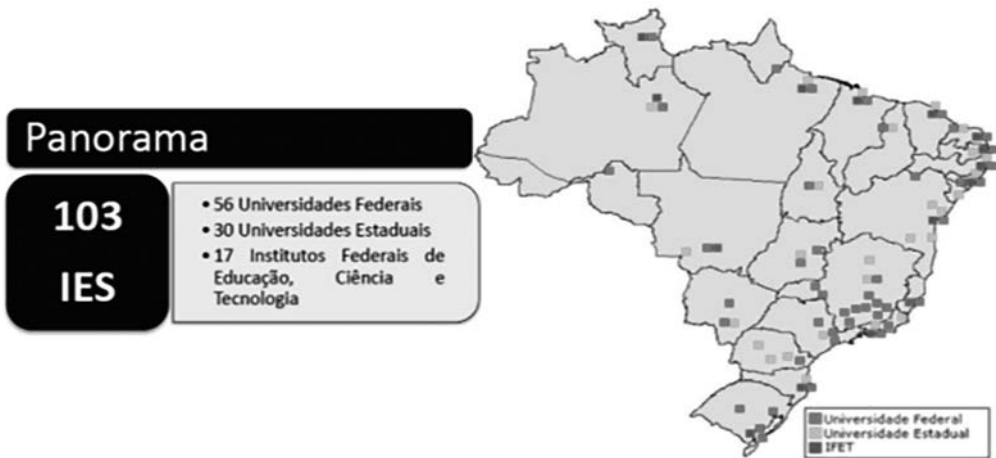 Panorama
103
IES
• 56 Universidades Federais
• 30 Universidades Estaduais
• 17 Institutos Federais de
Educação, Ciência e
Tecnologia
Universidade Federal
Universidade Estadual
IFET